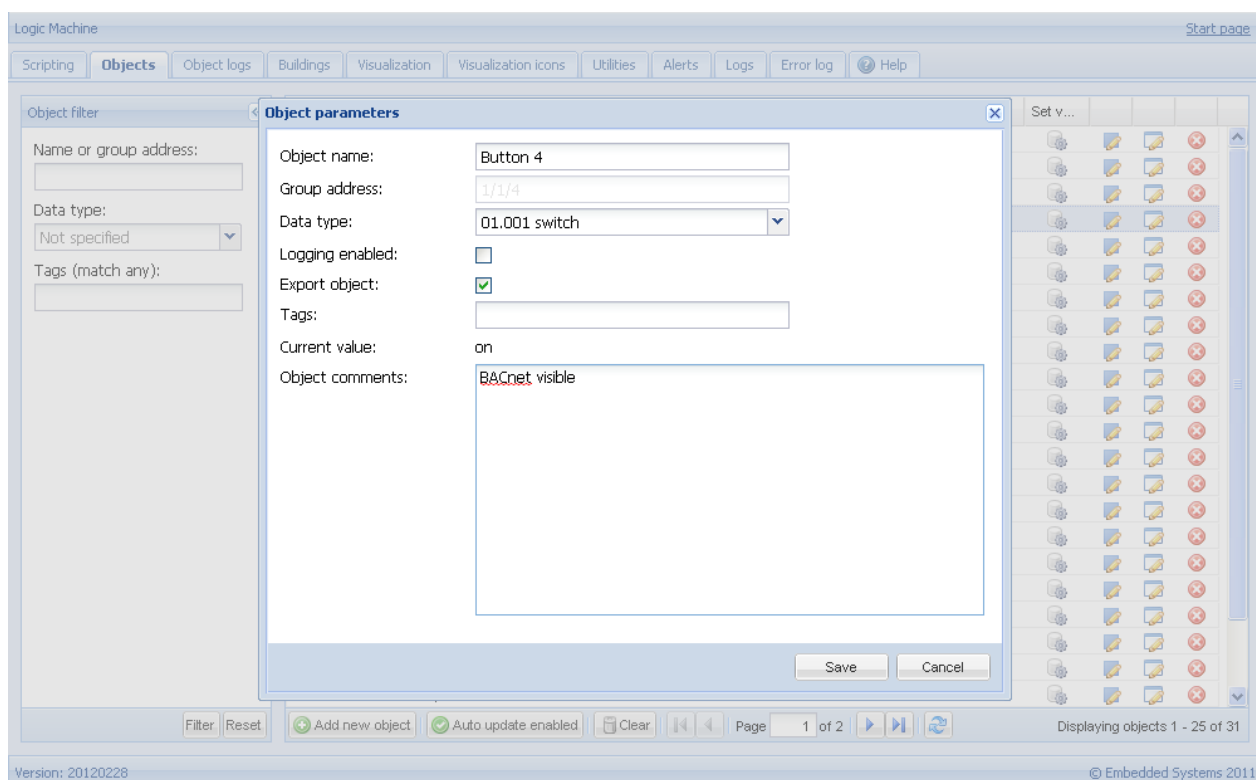 Logic Machine Start page
Scripting Objects Object logs Buildings Visualization Visualization icons Utilities Alerts Logs Error log Help
Object filter
Name or group address:
Data type:
Not specified
Tags (match any):
Filter Reset
Object parameters
Set v...
Object name: Button 4
Group address: 1/1/4
Data type: 01.001 switch
Logging enabled:
Export object:
Tags:
Current value: on
Object comments: BACnet visible
Save Cancel
Add new object Auto update enabled Clear Page 1 of 2 Displaying objects 1 - 25 of 31
Version: 20120228 © Embedded Systems 2011